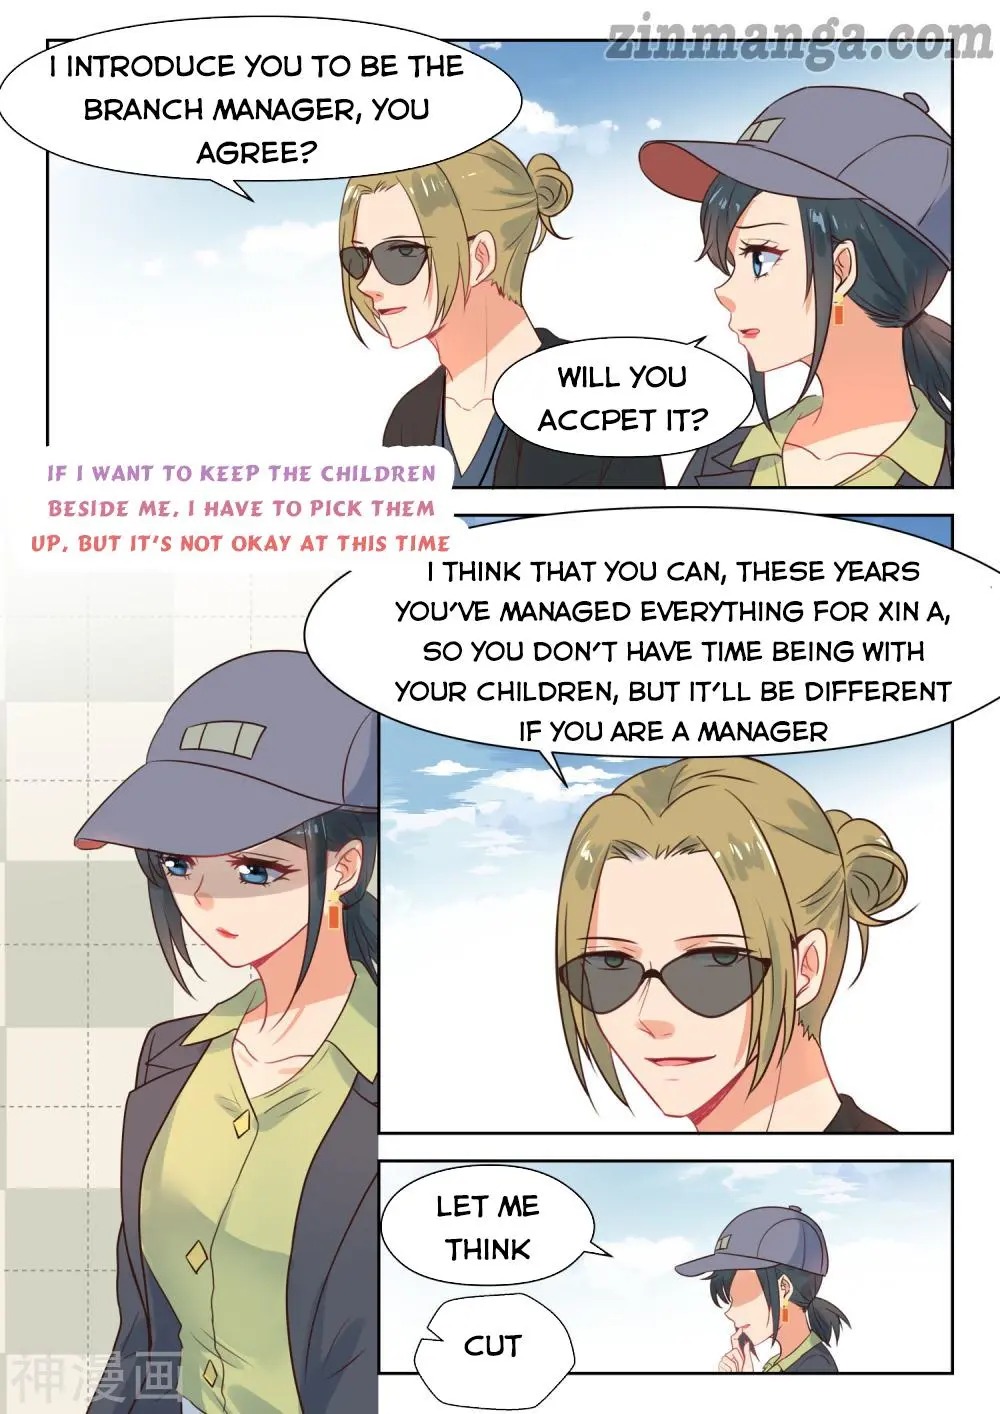 zinmanga.com
I INTRODUCE YOU TO BE THE
BRANCH MANAGER, YOU
AGREE?
WILL YOU
ACCPET IT?
IF I WANT TO KEEP THE CHILDREN
BESIDE ME, I HAVE TO PICK THEM
UP, BUT IT'S NOT OKAY AT THIS TIME
I THINK THAT YOU CAN, THESE YEARS
YOU'VE MANAGED EVERYTHING FOR XIN A,
SO YOU DON'T HAVE TIME BEING WITH
YOUR CHILDREN, BUT IT'LL BE DIFFERENT
IF YOU ARE A MANAGER
LET ME
THINK
CUT
神漫画